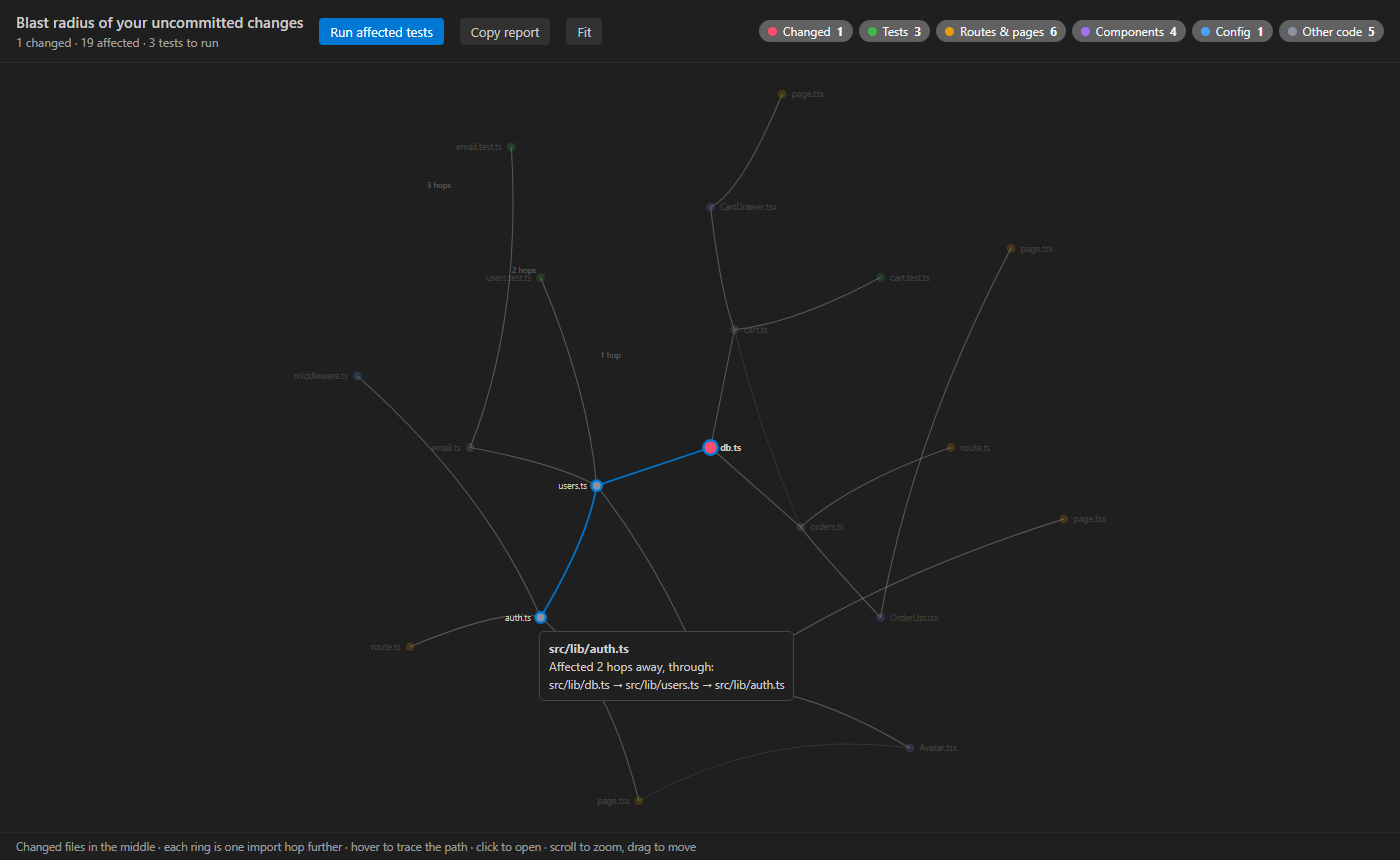 Blast radius of your uncommitted changes
1 changed · 19 affected · 3 tests to run
Run affected tests
Copy report
Fit
Changed 1
Tests 3
Routes & pages 6
Components 4
Config 1
Other code 5
page.tsx
email.test.ts
3 hops
CartDrawer.tsx
page.tsx
2 hops
users.test.ts
cart.test.ts
cart.ts
1 hop
middleware.ts
email.ts
db.ts
route.ts
users.ts
page.tsx
orders.ts
auth.ts
OrderList.tsx
route.ts
src/lib/auth.ts
Affected 2 hops away, through:
src/lib/db.ts → src/lib/users.ts → src/lib/auth.ts
Avatar.tsx
page.tsx
Changed files in the middle · each ring is one import hop further · hover to trace the path · click to open · scroll to zoom, drag to move